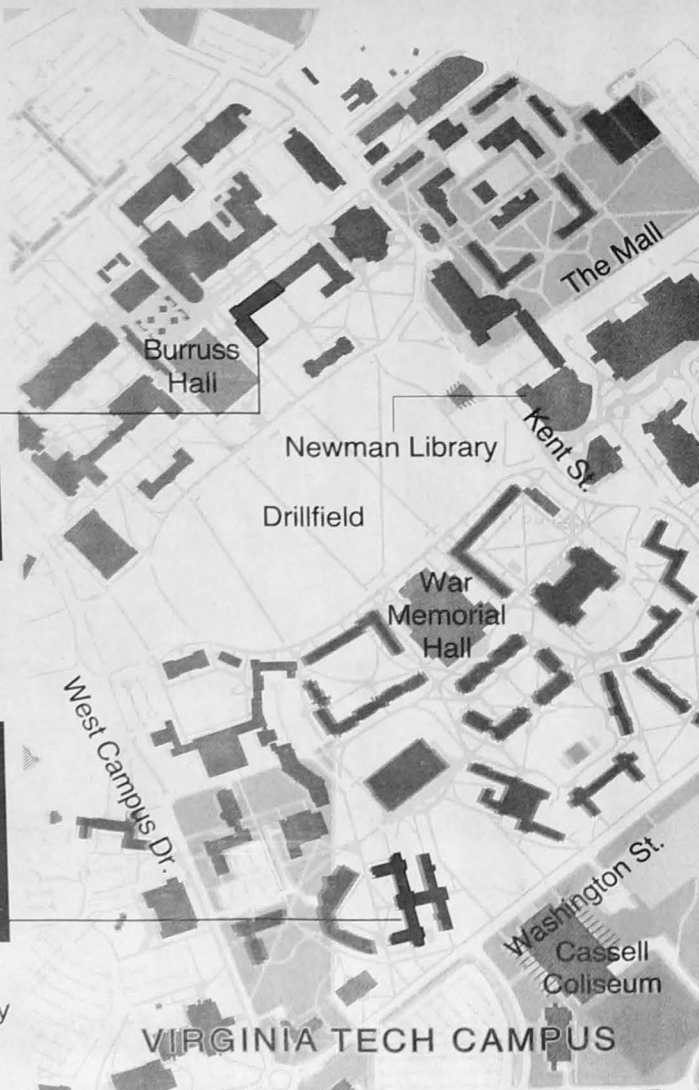 The Mall
Burruss
Hall
Newman Library
Kent St.
Drillfield
War
Memorial
Hall
West Campus Dr.
Washington St.
Cassell
Coliseum
y
VIRGINIA TECH CAMPUS